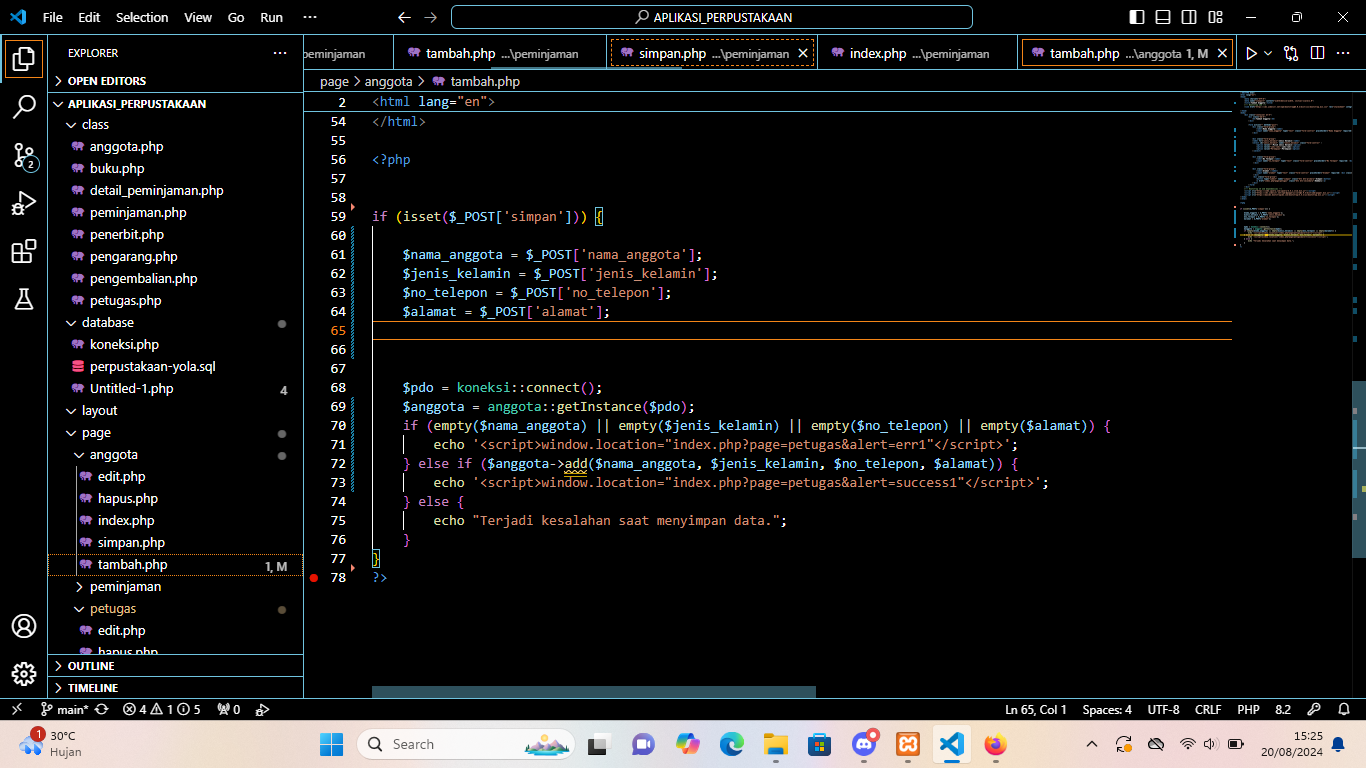 File Edit Selection View Go Run ···
APLIKASI_PERPUSTAKAAN
EXPLORER ···
peminjaman
tambah.php ...\peminjaman
simpan.php ...\peminjaman
index.php ...\peminjaman
tambah.php ...\anggota 1, M
OPEN EDITORS
page > anggota > tambah.php
APLIKASI_PERPUSTAKAAN
class
anggota.php
buku.php
detail_peminjaman.php
peminjaman.php
penerbit.php
pengarang.php
pengembalian.php
petugas.php
database
koneksi.php
perpustakaan-yola.sql
Untitled-1.php 4
layout
page
anggota
edit.php
hapus.php
index.php
simpan.php
tambah.php 1, M
peminjaman
petugas
edit.php
hapus.php
OUTLINE
TIMELINE
2
2 <html lang="en">
54 </html>
55
56 <?php
57
58
59 if (isset($_POST['simpan'])) {
60
61 $nama_anggota = $_POST['nama_anggota'];
62 $jenis_kelamin = $_POST['jenis_kelamin'];
63 $no_telepon = $_POST['no_telepon'];
64 $alamat = $_POST['alamat'];
65
66
67
68 $pdo = koneksi::connect();
69 $anggota = anggota::getInstance($pdo);
70 if (empty($nama_anggota) || empty($jenis_kelamin) || empty($no_telepon) || empty($alamat)) {
71 echo '<script>window.location="index.php?page=petugas&alert=err1"</script>';
72 } else if ($anggota->add($nama_anggota, $jenis_kelamin, $no_telepon, $alamat)) {
73 echo '<script>window.location="index.php?page=petugas&alert=success1"</script>';
74 } else {
75 echo "Terjadi kesalahan saat menyimpan data.";
76 }
77 }
78 ?>
main* 4 1 5 0
Ln 65, Col 1 Spaces: 4 UTF-8 CRLF PHP 8.2
1
30°C
Hujan
Search
15:25
20/08/2024